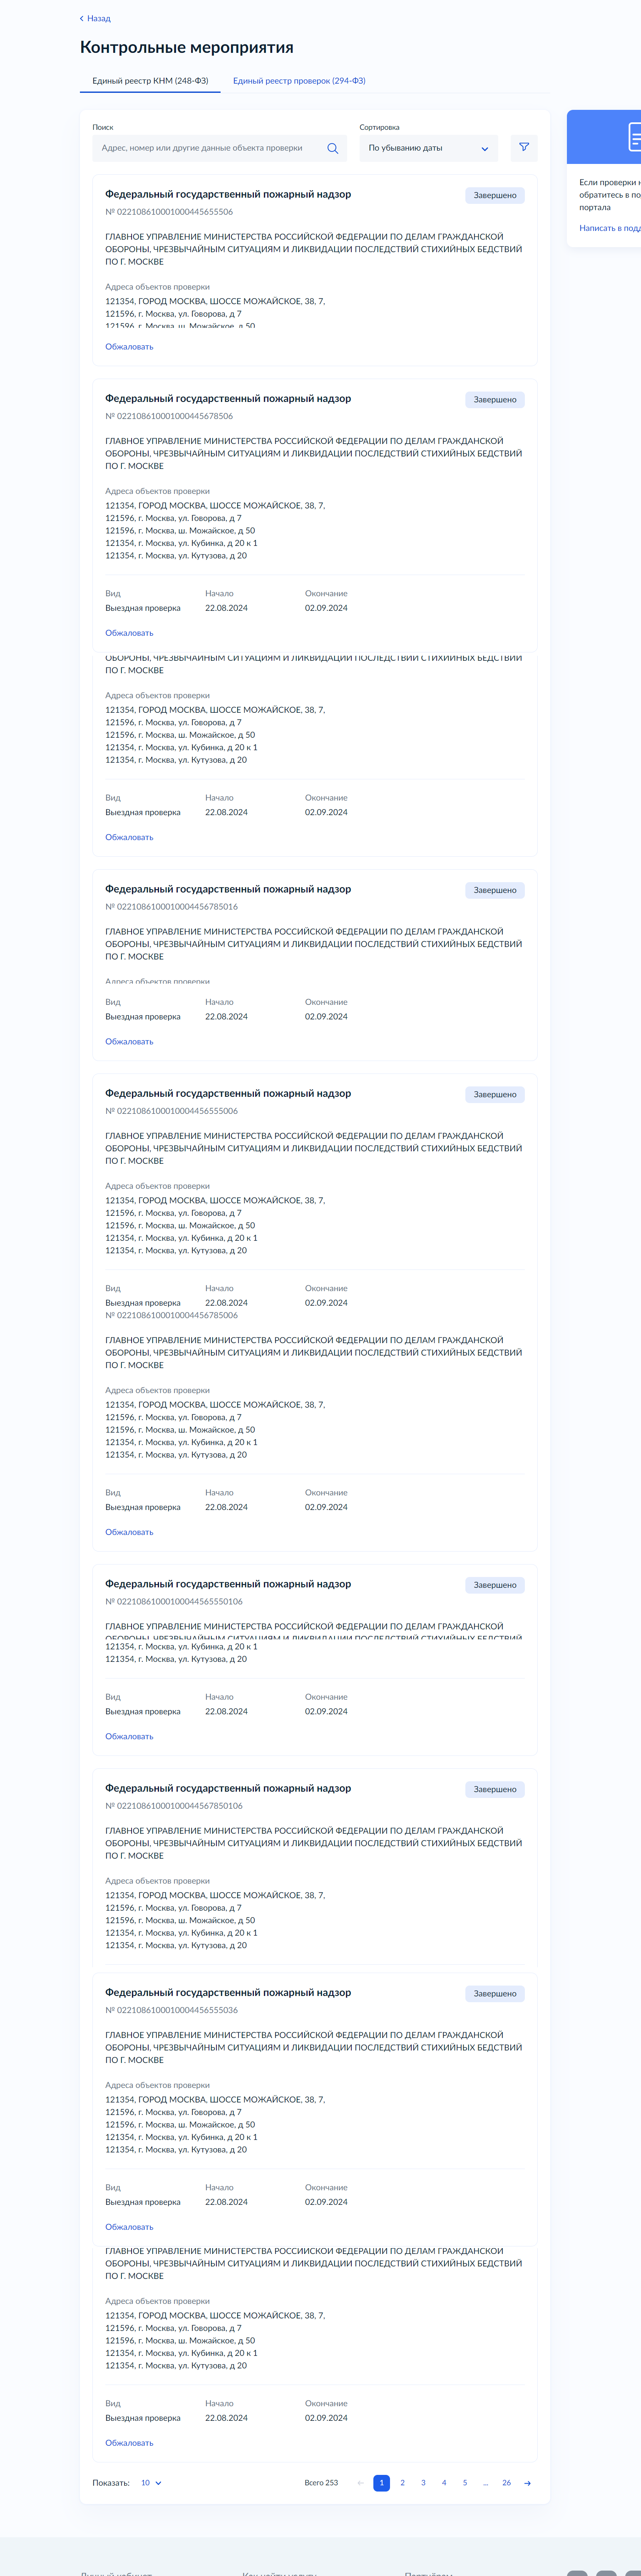 Назад
Контрольные мероприятия
Единый реестр КНМ (248-ФЗ)
Единый реестр проверок (294-ФЗ)
Поиск
Сортировка
Адрес, номер или другие данные объекта проверки
По убыванию даты
Если проверки
обратитесь в
портала
Написать в
Федеральный государственный пожарный надзор
Завершено
№ 022108610001000445655506
ГЛАВНОЕ УПРАВЛЕНИЕ МИНИСТЕРСТВА РОССИЙСКОЙ ФЕДЕРАЦИИ ПО ДЕЛАМ ГРАЖДАНСКОЙ
ОБОРОНЫ, ЧРЕЗВЫЧАЙНЫМ СИТУАЦИЯМ И ЛИКВИДАЦИИ ПОСЛЕДСТВИЙ СТИХИЙНЫХ БЕДСТВИЙ
ПО Г. МОСКВЕ
Адреса объектов проверки
121354, ГОРОД МОСКВА, ШОССЕ МОЖАЙСКОЕ, 38, 7,
121596, г. Москва, ул. Говорова, д 7
121596, г. Москва, ш. Можайское, д 50
Обжаловать
Федеральный государственный пожарный надзор
Завершено
№ 022108610001000445678506
ГЛАВНОЕ УПРАВЛЕНИЕ МИНИСТЕРСТВА РОССИЙСКОЙ ФЕДЕРАЦИИ ПО ДЕЛАМ ГРАЖДАНСКОЙ
ОБОРОНЫ, ЧРЕЗВЫЧАЙНЫМ СИТУАЦИЯМ И ЛИКВИДАЦИИ ПОСЛЕДСТВИЙ СТИХИЙНЫХ БЕДСТВИЙ
ПО Г. МОСКВЕ
Адреса объектов проверки
121354, ГОРОД МОСКВА, ШОССЕ МОЖАЙСКОЕ, 38, 7,
121596, г. Москва, ул. Говорова, д 7
121596, г. Москва, ш. Можайское, д 50
121354, г. Москва, ул. Кубинка, д 20 к 1
121354, г. Москва, ул. Кутузова, д 20
Вид
Начало
Окончание
Выездная проверка
22.08.2024
02.09.2024
Обжаловать
ОБОРОНЫ, ЧРЕЗВЫЧАЙНЫМ СИТУАЦИЯМ И ЛИКВИДАЦИИ ПОСЛЕДСТВИЙ СТИХИЙНЫХ БЕДСТВИЙ
ПО Г. МОСКВЕ
Адреса объектов проверки
121354, ГОРОД МОСКВА, ШОССЕ МОЖАЙСКОЕ, 38, 7,
121596, г. Москва, ул. Говорова, д 7
121596, г. Москва, ш. Можайское, д 50
121354, г. Москва, ул. Кубинка, д 20 к 1
121354, г. Москва, ул. Кутузова, д 20
Вид
Начало
Окончание
Выездная проверка
22.08.2024
02.09.2024
Обжаловать
Федеральный государственный пожарный надзор
Завершено
№ 0221086100010004456785016
ГЛАВНОЕ УПРАВЛЕНИЕ МИНИСТЕРСТВА РОССИЙСКОЙ ФЕДЕРАЦИИ ПО ДЕЛАМ ГРАЖДАНСКОЙ
ОБОРОНЫ, ЧРЕЗВЫЧАЙНЫМ СИТУАЦИЯМ И ЛИКВИДАЦИИ ПОСЛЕДСТВИЙ СТИХИЙНЫХ БЕДСТВИЙ
ПО Г. МОСКВЕ
Адреса объектов проверки
Вид
Начало
Окончание
Выездная проверка
22.08.2024
02.09.2024
Обжаловать
Федеральный государственный пожарный надзор
Завершено
№ 0221086100010004456555006
ГЛАВНОЕ УПРАВЛЕНИЕ МИНИСТЕРСТВА РОССИЙСКОЙ ФЕДЕРАЦИИ ПО ДЕЛАМ ГРАЖДАНСКОЙ
ОБОРОНЫ, ЧРЕЗВЫЧАЙНЫМ СИТУАЦИЯМ И ЛИКВИДАЦИИ ПОСЛЕДСТВИЙ СТИХИЙНЫХ БЕДСТВИЙ
ПО Г. МОСКВЕ
Адреса объектов проверки
121354, ГОРОД МОСКВА, ШОССЕ МОЖАЙСКОЕ, 38, 7,
121596, г. Москва, ул. Говорова, д 7
121596, г. Москва, ш. Можайское, д 50
121354, г. Москва, ул. Кубинка, д 20 к 1
121354, г. Москва, ул. Кутузова, д 20
Вид
Начало
Окончание
Выездная проверка
22.08.2024
02.09.2024
№ 0221086100010004456785006
ГЛАВНОЕ УПРАВЛЕНИЕ МИНИСТЕРСТВА РОССИЙСКОЙ ФЕДЕРАЦИИ ПО ДЕЛАМ ГРАЖДАНСКОЙ
ОБОРОНЫ, ЧРЕЗВЫЧАЙНЫМ СИТУАЦИЯМ И ЛИКВИДАЦИИ ПОСЛЕДСТВИЙ СТИХИЙНЫХ БЕДСТВИЙ
ПО Г. МОСКВЕ
Адреса объектов проверки
121354, ГОРОД МОСКВА, ШОССЕ МОЖАЙСКОЕ, 38, 7,
121596, г. Москва, ул. Говорова, д 7
121596, г. Москва, ш. Можайское, д 50
121354, г. Москва, ул. Кубинка, д 20 к 1
121354, г. Москва, ул. Кутузова, д 20
Вид
Начало
Окончание
Выездная проверка
22.08.2024
02.09.2024
Обжаловать
Федеральный государственный пожарный надзор
Завершено
№ 02210861000100044565550106
ГЛАВНОЕ УПРАВЛЕНИЕ МИНИСТЕРСТВА РОССИЙСКОЙ ФЕДЕРАЦИИ ПО ДЕЛАМ ГРАЖДАНСКОЙ
ОБОРОНЫ, ЧРЕЗВЫЧАЙНЫМ СИТУАЦИЯМ И ЛИКВИДАЦИИ ПОСЛЕДСТВИЙ СТИХИЙНЫХ БЕДСТВИЙ
121354, г. Москва, ул. Кубинка, д 20 к 1
121354, г. Москва, ул. Кутузова, д 20
Вид
Начало
Окончание
Выездная проверка
22.08.2024
02.09.2024
Обжаловать
Федеральный государственный пожарный надзор
Завершено
№ 02210861000100044567850106
ГЛАВНОЕ УПРАВЛЕНИЕ МИНИСТЕРСТВА РОССИЙСКОЙ ФЕДЕРАЦИИ ПО ДЕЛАМ ГРАЖДАНСКОЙ
ОБОРОНЫ, ЧРЕЗВЫЧАЙНЫМ СИТУАЦИЯМ И ЛИКВИДАЦИИ ПОСЛЕДСТВИЙ СТИХИЙНЫХ БЕДСТВИЙ
ПО Г. МОСКВЕ
Адреса объектов проверки
121354, ГОРОД МОСКВА, ШОССЕ МОЖАЙСКОЕ, 38, 7,
121596, г. Москва, ул. Говорова, д 7
121596, г. Москва, ш. Можайское, д 50
121354, г. Москва, ул. Кубинка, д 20 к 1
121354, г. Москва, ул. Кутузова, д 20
Федеральный государственный пожарный надзор
Завершено
№ 0221086100010004456555036
ГЛАВНОЕ УПРАВЛЕНИЕ МИНИСТЕРСТВА РОССИЙСКОЙ ФЕДЕРАЦИИ ПО ДЕЛАМ ГРАЖДАНСКОЙ
ОБОРОНЫ, ЧРЕЗВЫЧАЙНЫМ СИТУАЦИЯМ И ЛИКВИДАЦИИ ПОСЛЕДСТВИЙ СТИХИЙНЫХ БЕДСТВИЙ
ПО Г. МОСКВЕ
Адреса объектов проверки
121354, ГОРОД МОСКВА, ШОССЕ МОЖАЙСКОЕ, 38, 7,
121596, г. Москва, ул. Говорова, д 7
121596, г. Москва, ш. Можайское, д 50
121354, г. Москва, ул. Кубинка, д 20 к 1
121354, г. Москва, ул. Кутузова, д 20
Вид
Начало
Окончание
Выездная проверка
22.08.2024
02.09.2024
Обжаловать
ГЛАВНОЕ УПРАВЛЕНИЕ МИНИСТЕРСТВА РОССИЙСКОЙ ФЕДЕРАЦИИ ПО ДЕЛАМ ГРАЖДАНСКОЙ
ОБОРОНЫ, ЧРЕЗВЫЧАЙНЫМ СИТУАЦИЯМ И ЛИКВИДАЦИИ ПОСЛЕДСТВИЙ СТИХИЙНЫХ БЕДСТВИЙ
ПО Г. МОСКВЕ
Адреса объектов проверки
121354, ГОРОД МОСКВА, ШОССЕ МОЖАЙСКОЕ, 38, 7,
121596, г. Москва, ул. Говорова, д 7
121596, г. Москва, ш. Можайское, д 50
121354, г. Москва, ул. Кубинка, д 20 к 1
121354, г. Москва, ул. Кутузова, д 20
Вид
Начало
Окончание
Выездная проверка
22.08.2024
02.09.2024
Обжаловать
Показать:
10
Всего 253
1
2
3
4
5
...
26